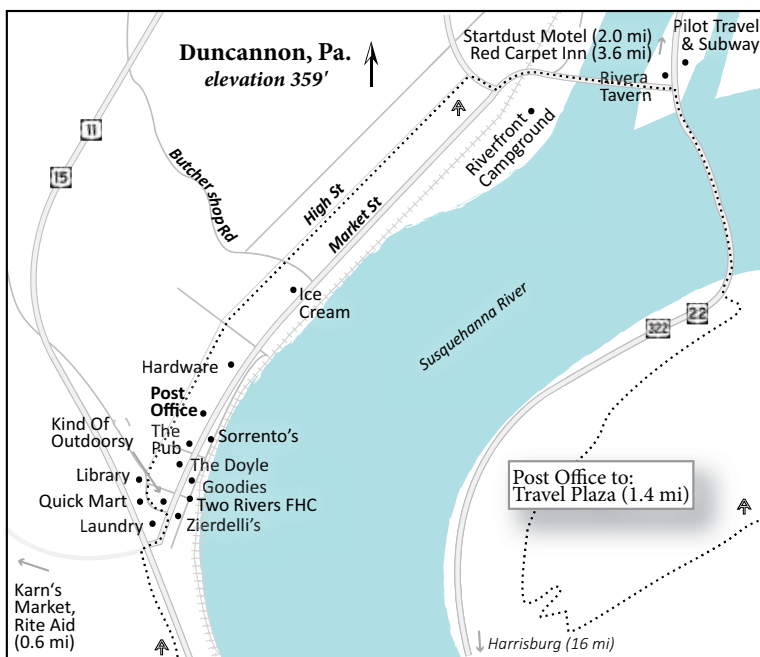 Duncannon, Pa.
elevation 359'
Startdust Motel (2.0 mi)
Red Carpet Inn (3.6 mi)
Pilot Travel
& Subway
Rivera
Tavern
Riverfront
Campground
11
15
Butcher shop Rd
High St
Market St
Ice
Cream
Susquehanna River
322
22
Hardware
Post
Office
Kind Of
Outdoorsy
The
Pub
Sorrento's
Library
The Doyle
Goodies
Quick Mart
Two Rivers FHC
Laundry
Zierdelli's
Post Office to:
Travel Plaza (1.4 mi)
Karn‘s
Market,
Rite Aid
(0.6 mi)
Harrisburg (16 mi)